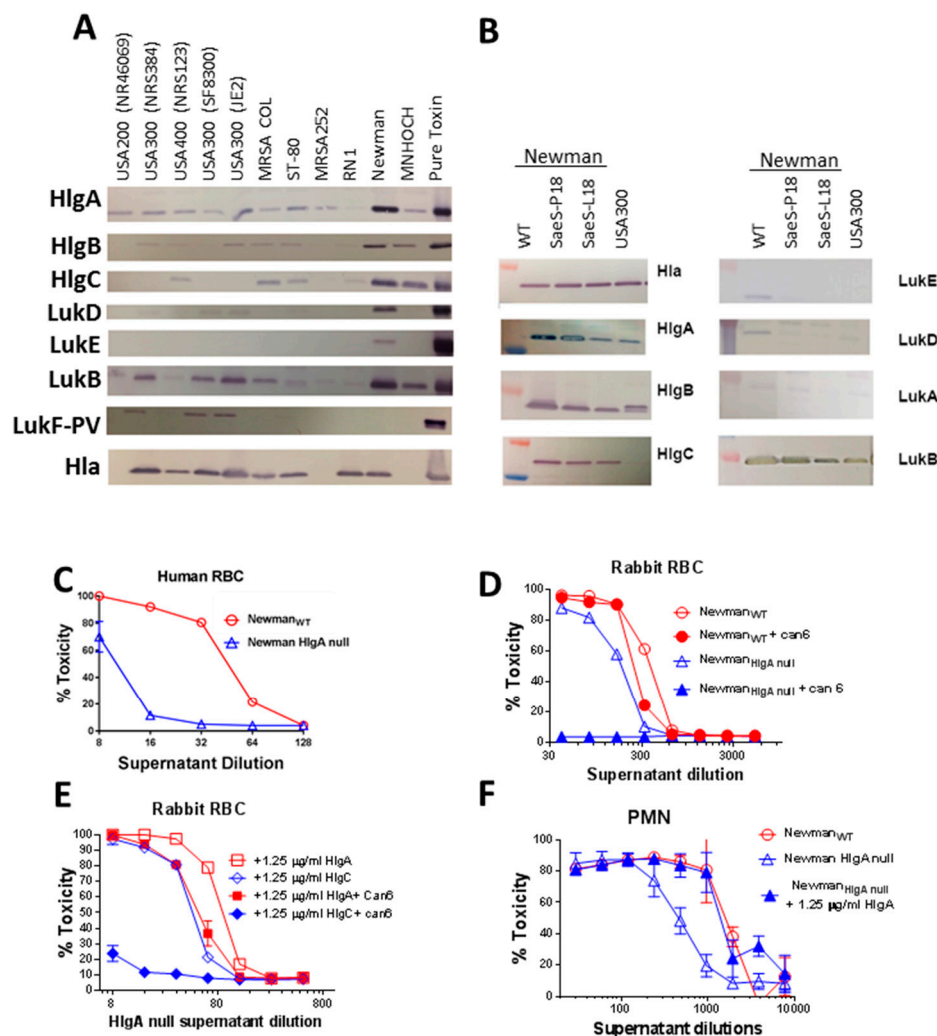 A
USA200 (NR46069)
USA300 (NRS384)
USA400 (NRS123)
USA300 (SF8300)
USA300 (JE2)
MRSA COL
ST-80
MRSA252
RN1
Newman
MNHOCH
Pure Toxin
HlgA
HlgB
HlgC
LukD
LukE
LukB
LukF-PV
Hla
B
Newman
WT
SaeS-P18
SaeS-L18
USA300
Hla
HlgA
HlgB
HlgC
Newman
WT
SaeS-P18
SaeS-L18
USA300
LukE
LukD
LukA
LukB
C
Human RBC
% Toxicity
100
80
60
40
20
0
8 16 32 64 128
Supernatant Dilution
NewmanWT
Newman HlgA null
D
Rabbit RBC
% Toxicity
100
80
60
40
20
0
30 300 3000
Supernatant dilution
NewmanWT
NewmanWT + can6
NewmanHlgA null
NewmanHlgA null + can 6
E
Rabbit RBC
% Toxicity
100
90
80
70
60
50
40
30
20
10
0
8 80 800
HlgA null supernatant dilution
+1.25 µg/ml HlgA
+1.25 µg/ml HlgC
+1.25 µg/ml HlgA+ Can6
+1.25 µg/ml HlgC + can6
F
PMN
% Toxicity
100
80
60
40
20
0
100 1000 10000
Supernatant dilutions
NewmanWT
Newman HlgA null
NewmanHlgA null
+ 1.25 µg/ml HlgA